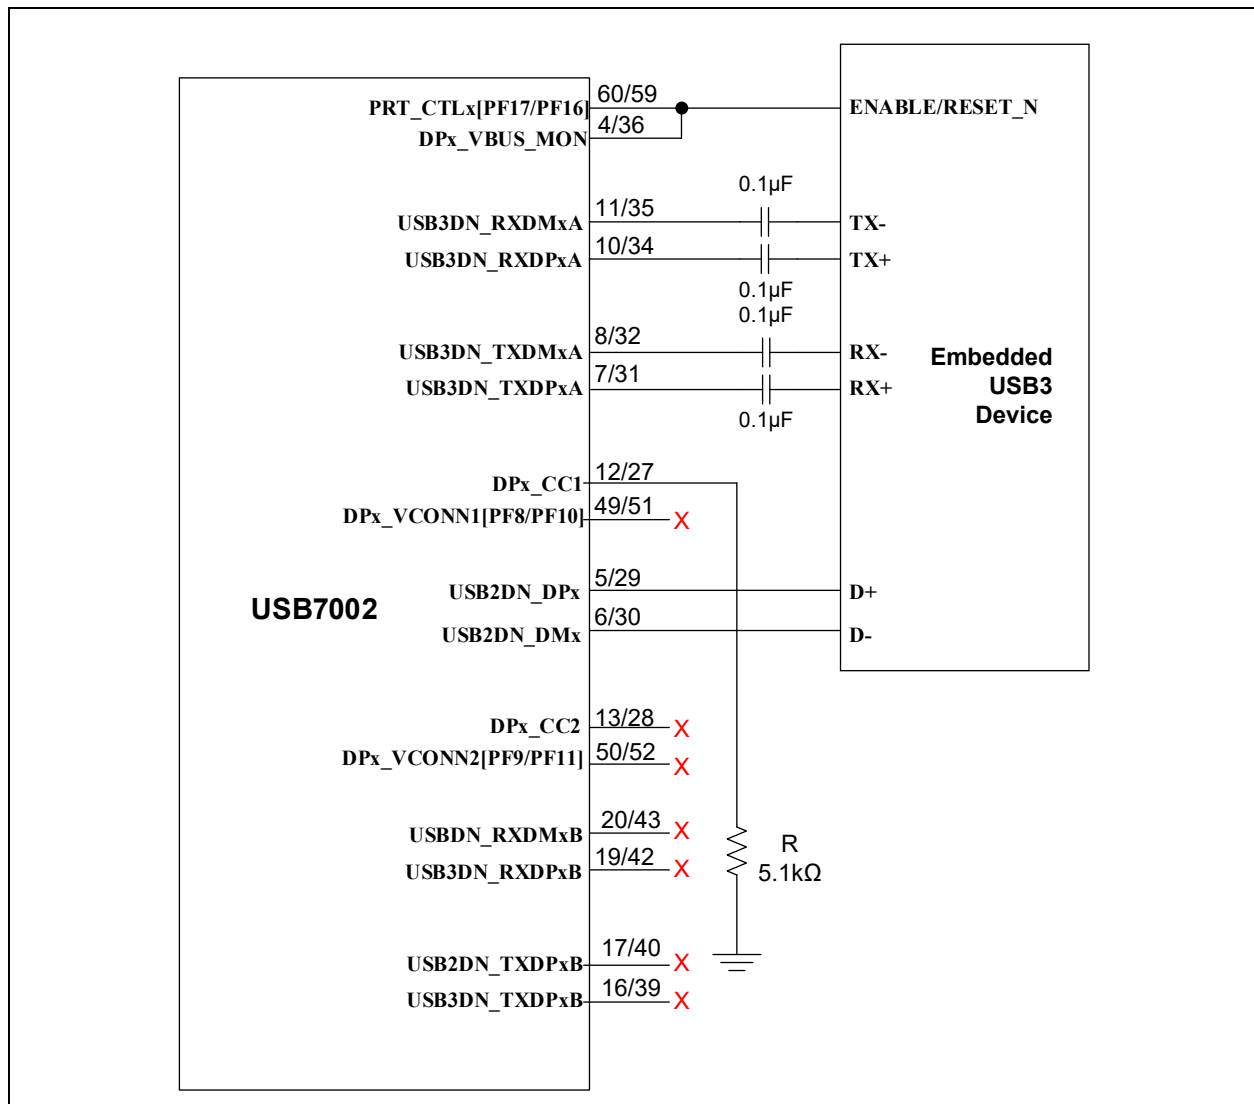 PRT_CTLx[PF17/PF16] 60/59 ENABLE/RESET_N
DPx_VBUS_MON 4/36
0.1µF
USB3DN_RXDMxA 11/35 TX-
USB3DN_RXDPxA 10/34 TX+
0.1µF
0.1µF
USB3DN_TXDMxA 8/32 RX-
USB3DN_TXDPxA 7/31 RX+
0.1µF
Embedded
USB3
Device
DPx_CC1 12/27
DPx_VCONN1[PF8/PF10] 49/51 X
USB7002
USB2DN_DPx 5/29 D+
USB2DN_DMx 6/30 D-
DPx_CC2 13/28 X
DPx_VCONN2[PF9/PF11] 50/52 X
USBDN_RXDMxB 20/43 X
USB3DN_RXDPxB 19/42 X
R
5.1kΩ
USB2DN_TXDPxB 17/40 X
USB3DN_TXDPxB 16/39 X